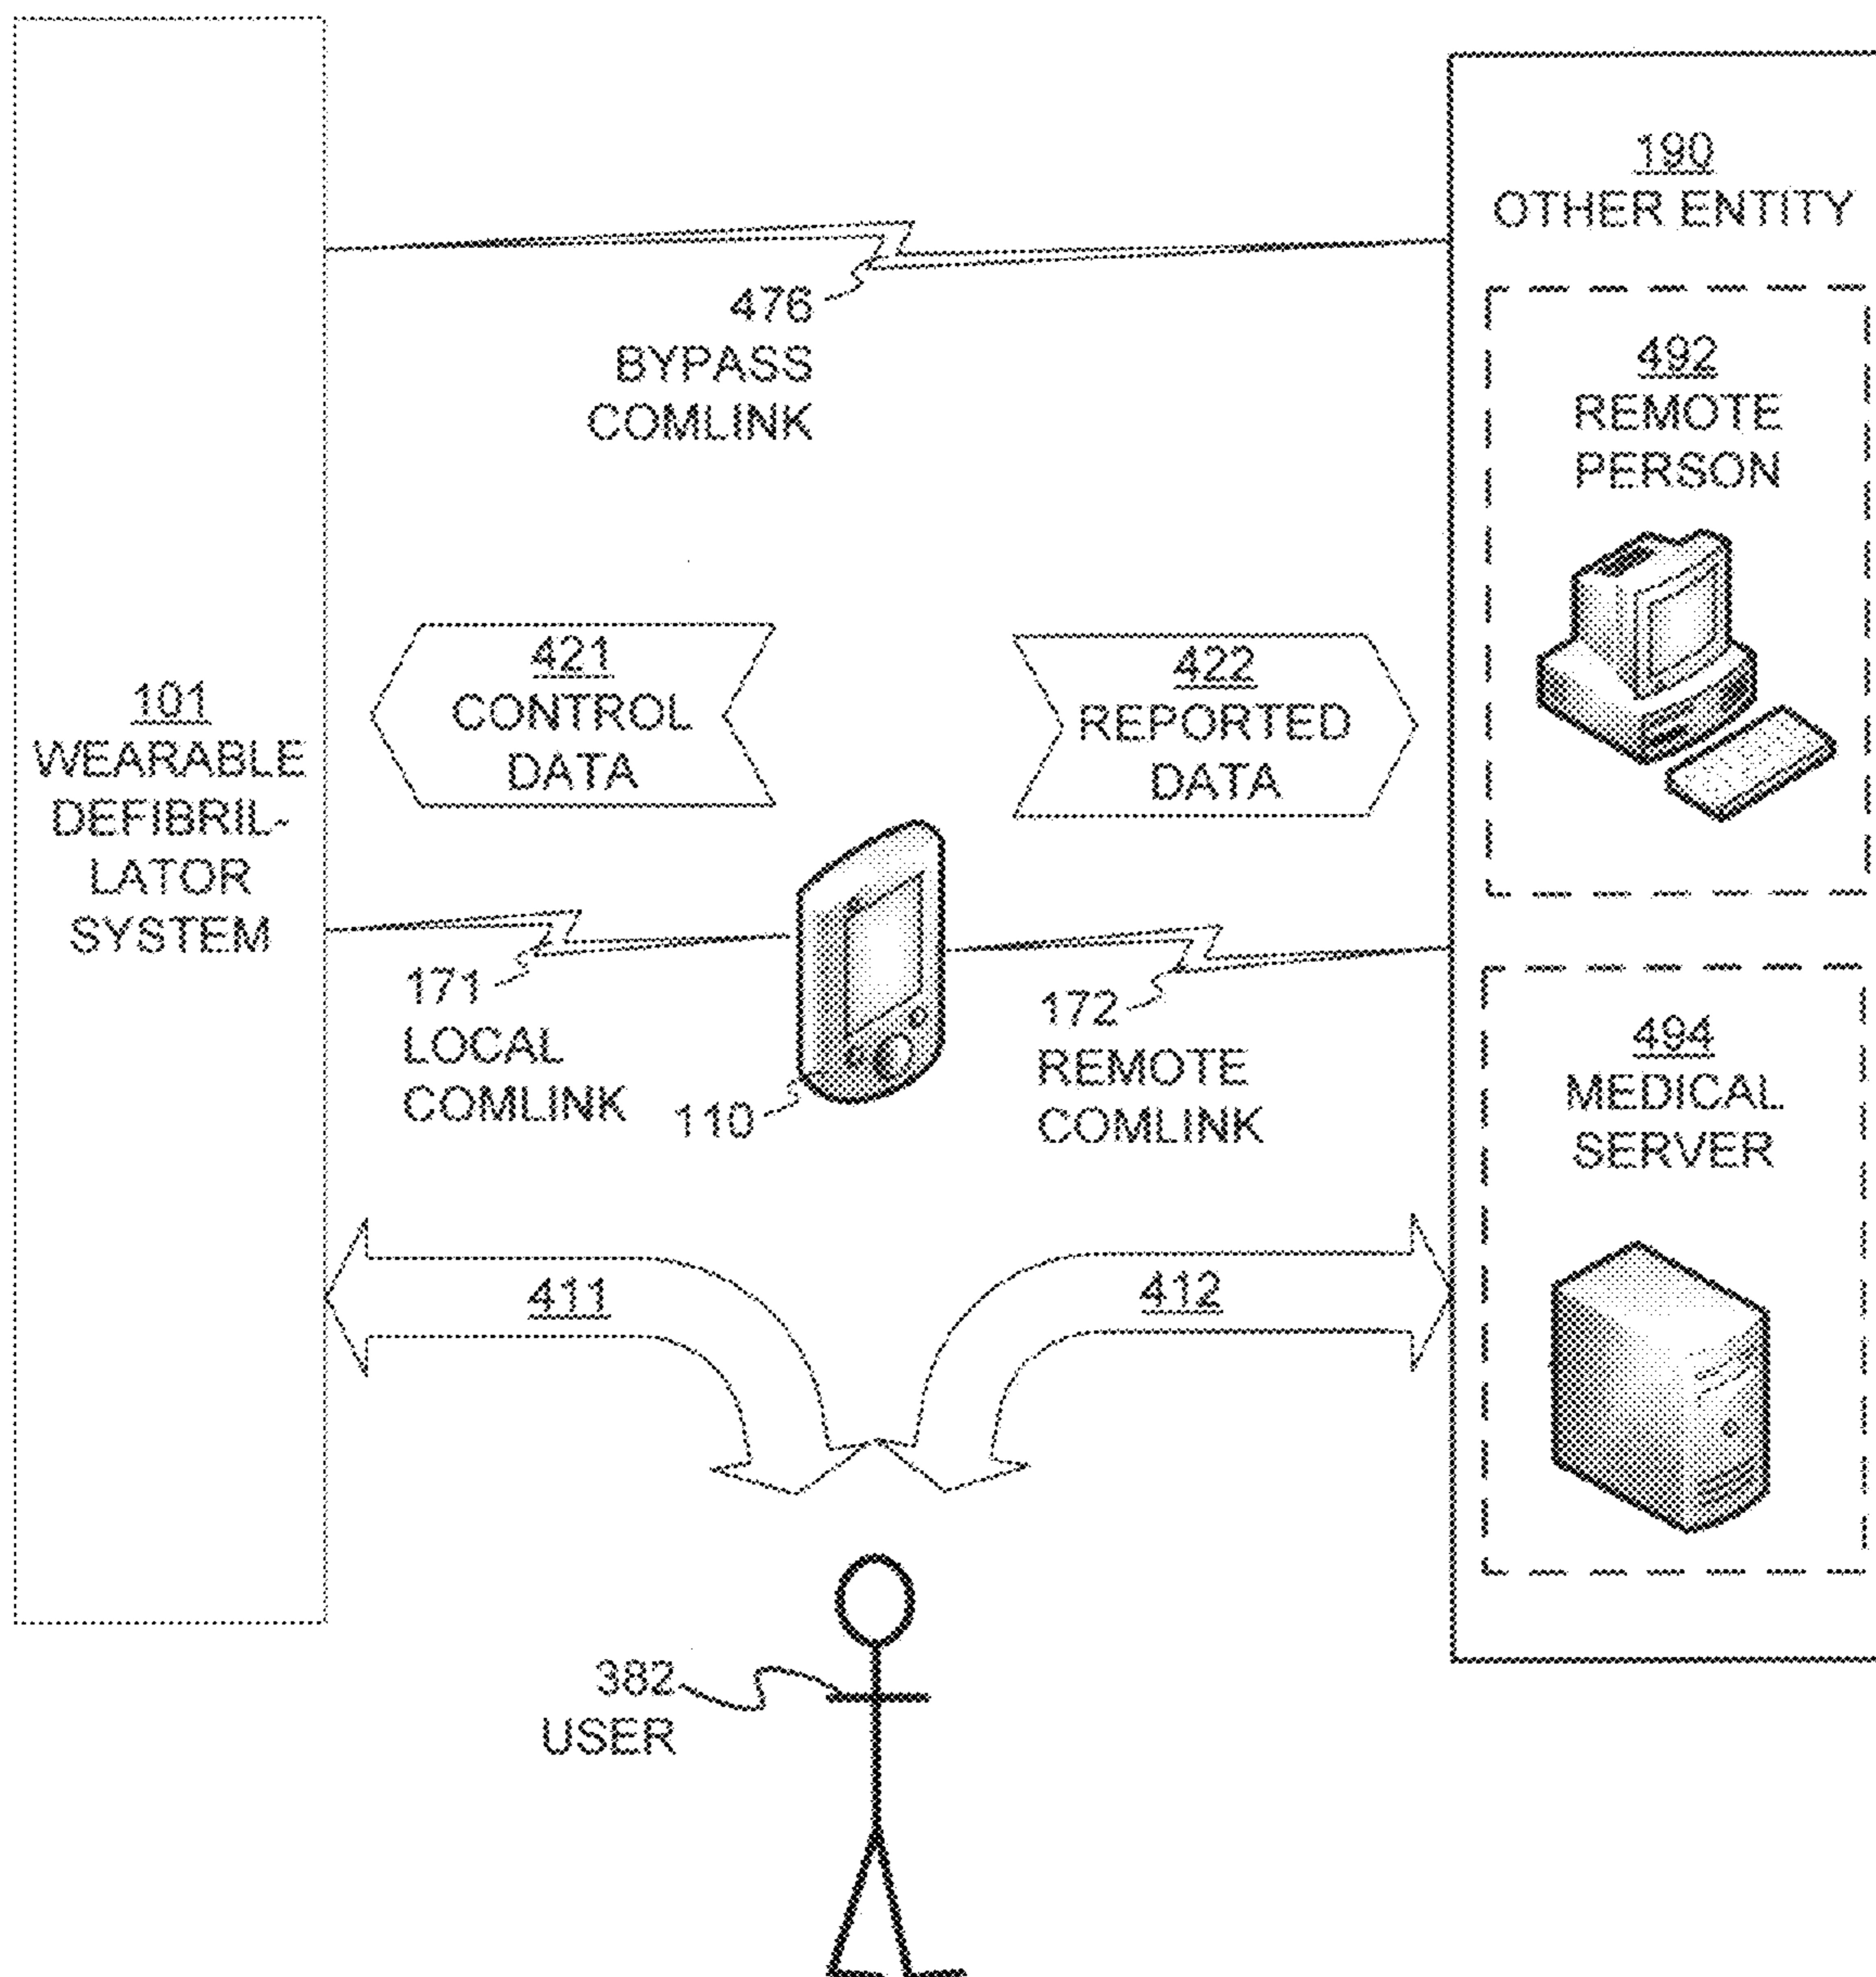 190
OTHER ENTITY
476
BYPASS
COMLINK
492
REMOTE
PERSON
421
CONTROL
DATA
422
REPORTED
DATA
101
WEARABLE
DEFIBRIL-
LATOR
SYSTEM
171
LOCAL
COMLINK
110
172
REMOTE
COMLINK
494
MEDICAL
SERVER
411
412
382
USER